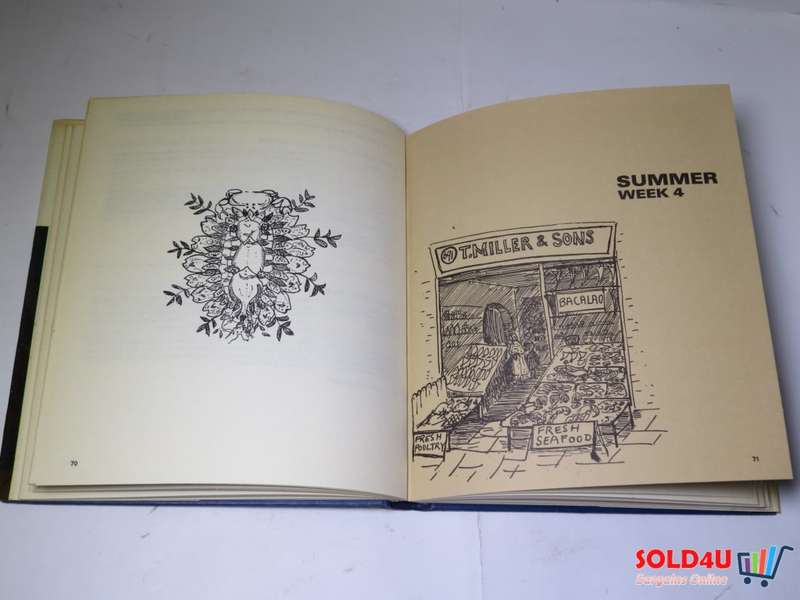 70
SUMMER
WEEK 4
T. MILLER & SONS
BACALAO
FRESH
POULTRY
FRESH
SEAFOOD
71
SOLD4U
Bargains Online